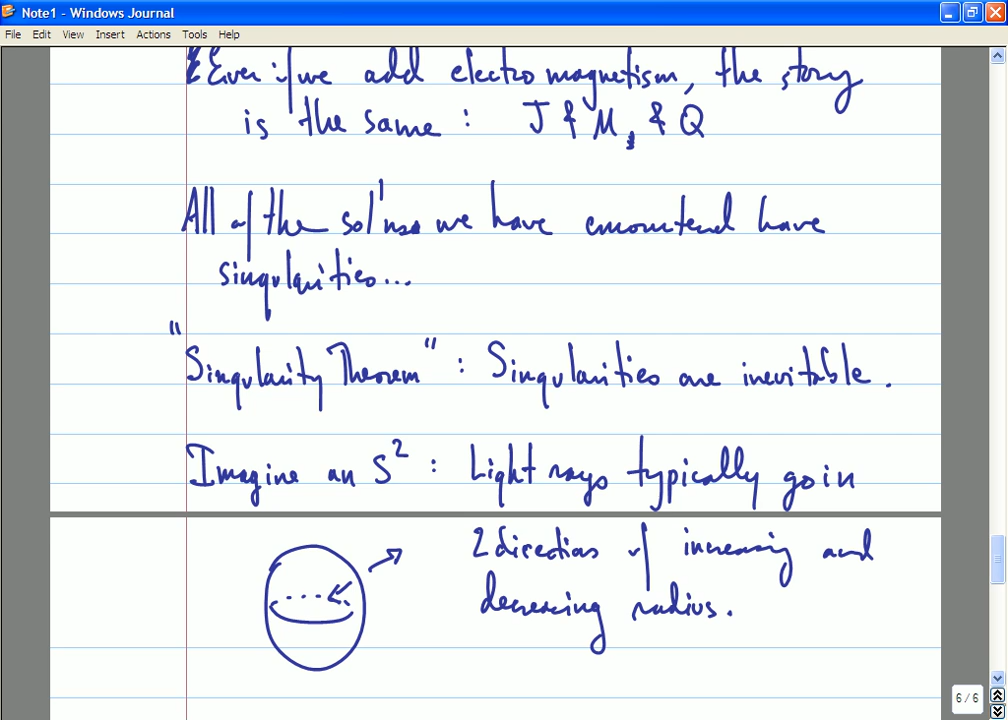 Note1 - Windows Journal
File Edit View Insert Actions Tools Help
Even if we add electromagnetism, the story
is the same : J & M, & Q
All of the sol'ns we have encountered have
singularities...
"Singularity Theorem" : Singularities are inevitable.
Imagine an S² : Light rays typically go in
2 directions of increasing and
decreasing radius.
6/6